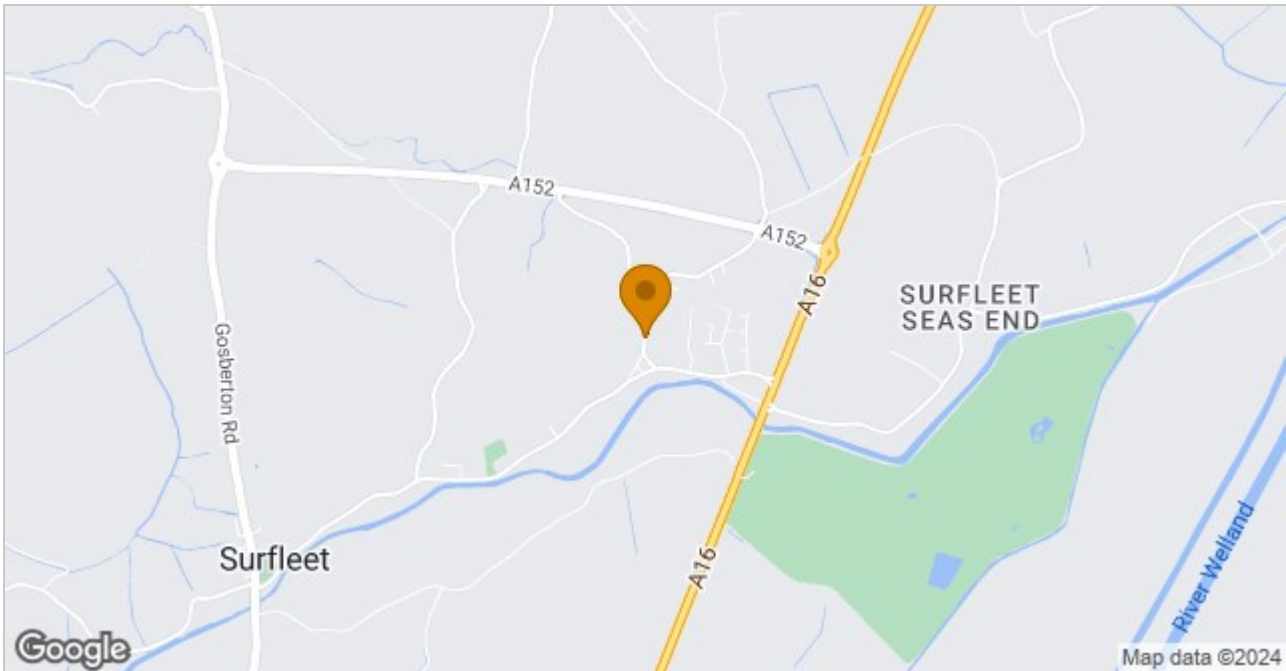 A152
A152
A16
SURFLEET
SEAS END
Gosberton Rd
Surfleet
A16
River Welland
Google
Map data ©2024